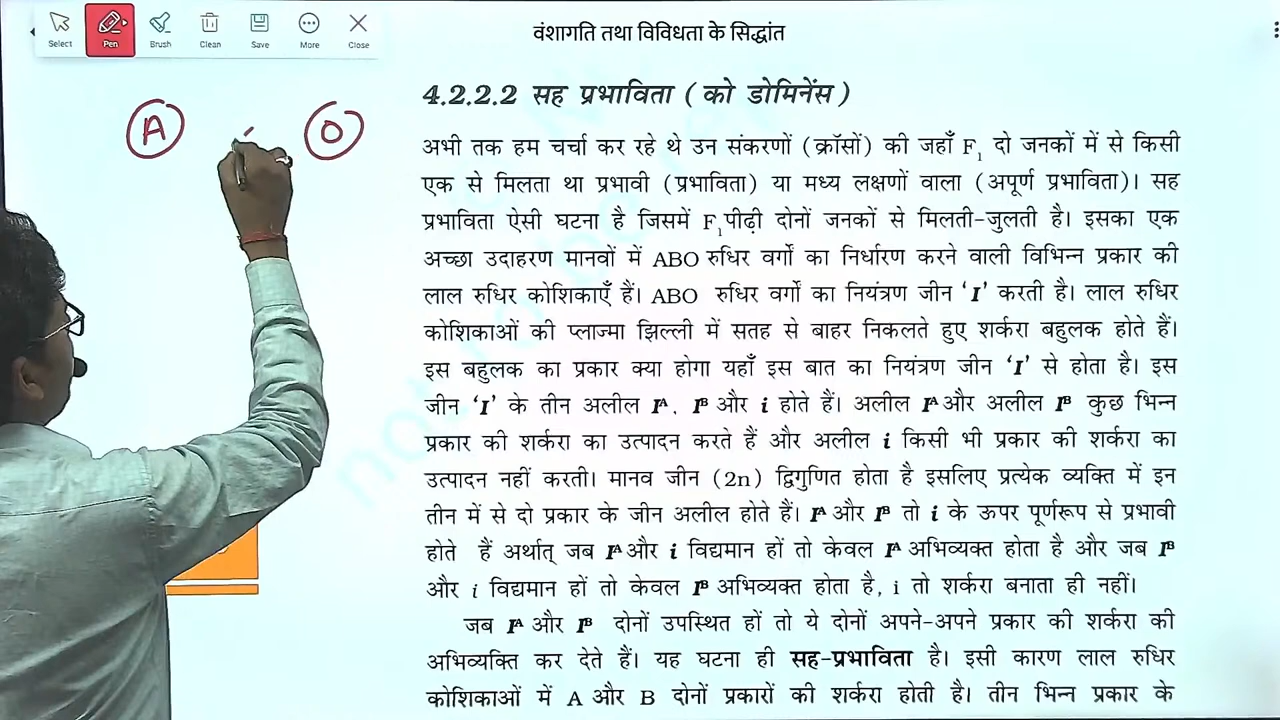 Select Pen Brush Clean Save More Close
वंशागति तथा विविधता के सिद्धांत
A O
4.2.2.2 सह प्रभाविता ( को डोमिनेंस )
अभी तक हम चर्चा कर रहे थे उन संकरणों (क्रॉसों) की जहाँ F₁ दो जनकों में से किसी
एक से मिलता था प्रभावी (प्रभाविता) या मध्य लक्षणों वाला (अपूर्ण प्रभाविता)। सह
प्रभाविता ऐसी घटना है जिसमें F₁ पीढ़ी दोनों जनकों से मिलती-जुलती है। इसका एक
अच्छा उदाहरण मानवों में ABO रुधिर वर्गों का निर्धारण करने वाली विभिन्न प्रकार की
लाल रुधिर कोशिकाएँ हैं। ABO रुधिर वर्गों का नियंत्रण जीन ‘I’ करती है। लाल रुधिर
कोशिकाओं की प्लाज्मा झिल्ली में सतह से बाहर निकलते हुए शर्करा बहुलक होते हैं।
इस बहुलक का प्रकार क्या होगा यहाँ इस बात का नियंत्रण जीन ‘I’ से होता है। इस
जीन ‘I’ के तीन अलील Iᴬ, Iᴮ और i होते हैं। अलील Iᴬ और अलील Iᴮ कुछ भिन्न
प्रकार की शर्करा का उत्पादन करते हैं और अलील i किसी भी प्रकार की शर्करा का
उत्पादन नहीं करती। मानव जीन (2n) द्विगुणित होता है इसलिए प्रत्येक व्यक्ति में इन
तीन में से दो प्रकार के जीन अलील होते हैं। Iᴬ और Iᴮ तो i के ऊपर पूर्णरूप से प्रभावी
होते हैं अर्थात् जब Iᴬ और i विद्यमान हों तो केवल Iᴬ अभिव्यक्त होता है और जब Iᴮ
और i विद्यमान हों तो केवल Iᴮ अभिव्यक्त होता है, i तो शर्करा बनाता ही नहीं।
जब Iᴬ और Iᴮ दोनों उपस्थित हों तो ये दोनों अपने-अपने प्रकार की शर्करा की
अभिव्यक्ति कर देते हैं। यह घटना ही सह-प्रभाविता है। इसी कारण लाल रुधिर
कोशिकाओं में A और B दोनों प्रकारों की शर्करा होती है। तीन भिन्न प्रकार के